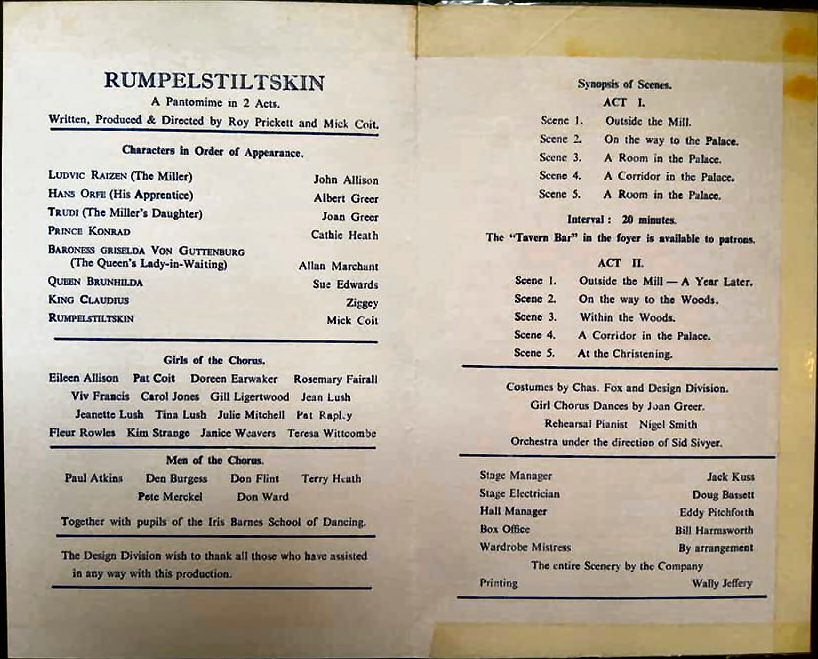 RUMPELSTILTSKIN
A Pantomime in 2 Acts.
Written, Produced & Directed by Roy Prickett and Mick Coit.
Characters in Order of Appearance.
LUDVIC RAIZEN (The Miller) John Allison
HANS ORFE (His Apprentice) Albert Greer
TRUDI (The Miller's Daughter) Joan Greer
PRINCE KONRAD Cathie Heath
BARONESS GRISELDA VON GUTTENBURG
(The Queen's Lady-in-Waiting) Allan Marchant
QUEEN BRUNHILDA Sue Edwards
KING CLAUDIUS Ziggey
RUMPELSTILTSKIN Mick Coit
Girls of the Chorus.
Eileen Allison Pat Coit Doreen Earwaker Rosemary Fairall
Viv Francis Carol Jones Gill Ligertwood Jean Lush
Jeanette Lush Tina Lush Julie Mitchell Pat Rapley
Fleur Rowles Kim Strange Janice Weavers Teresa Wittcombe
Men of the Chorus.
Paul Atkins Den Burgess Don Flint Terry Heath
Pete Merckel Don Ward
Together with pupils of the Iris Barnes School of Dancing.
The Design Division wish to thank all those who have assisted
in any way with this production.
Synopsis of Scenes.
ACT I.
Scene 1. Outside the Mill.
Scene 2. On the way to the Palace.
Scene 3. A Room in the Palace.
Scene 4. A Corridor in the Palace.
Scene 5. A Room in the Palace.
Interval : 20 minutes.
The "Tavern Bar" in the foyer is available to patrons.
ACT II.
Scene 1. Outside the Mill — A Year Later.
Scene 2. On the way to the Woods.
Scene 3. Within the Woods.
Scene 4. A Corridor in the Palace.
Scene 5. At the Christening.
Costumes by Chas. Fox and Design Division.
Girl Chorus Dances by Joan Greer.
Rehearsal Pianist Nigel Smith
Orchestra under the direction of Sid Sivyer.
Stage Manager Jack Kuss
Stage Electrician Doug Bassett
Hall Manager Eddy Pitchforth
Box Office Bill Harmsworth
Wardrobe Mistress By arrangement
The entire Scenery by the Company
Printing Wally Jeffery